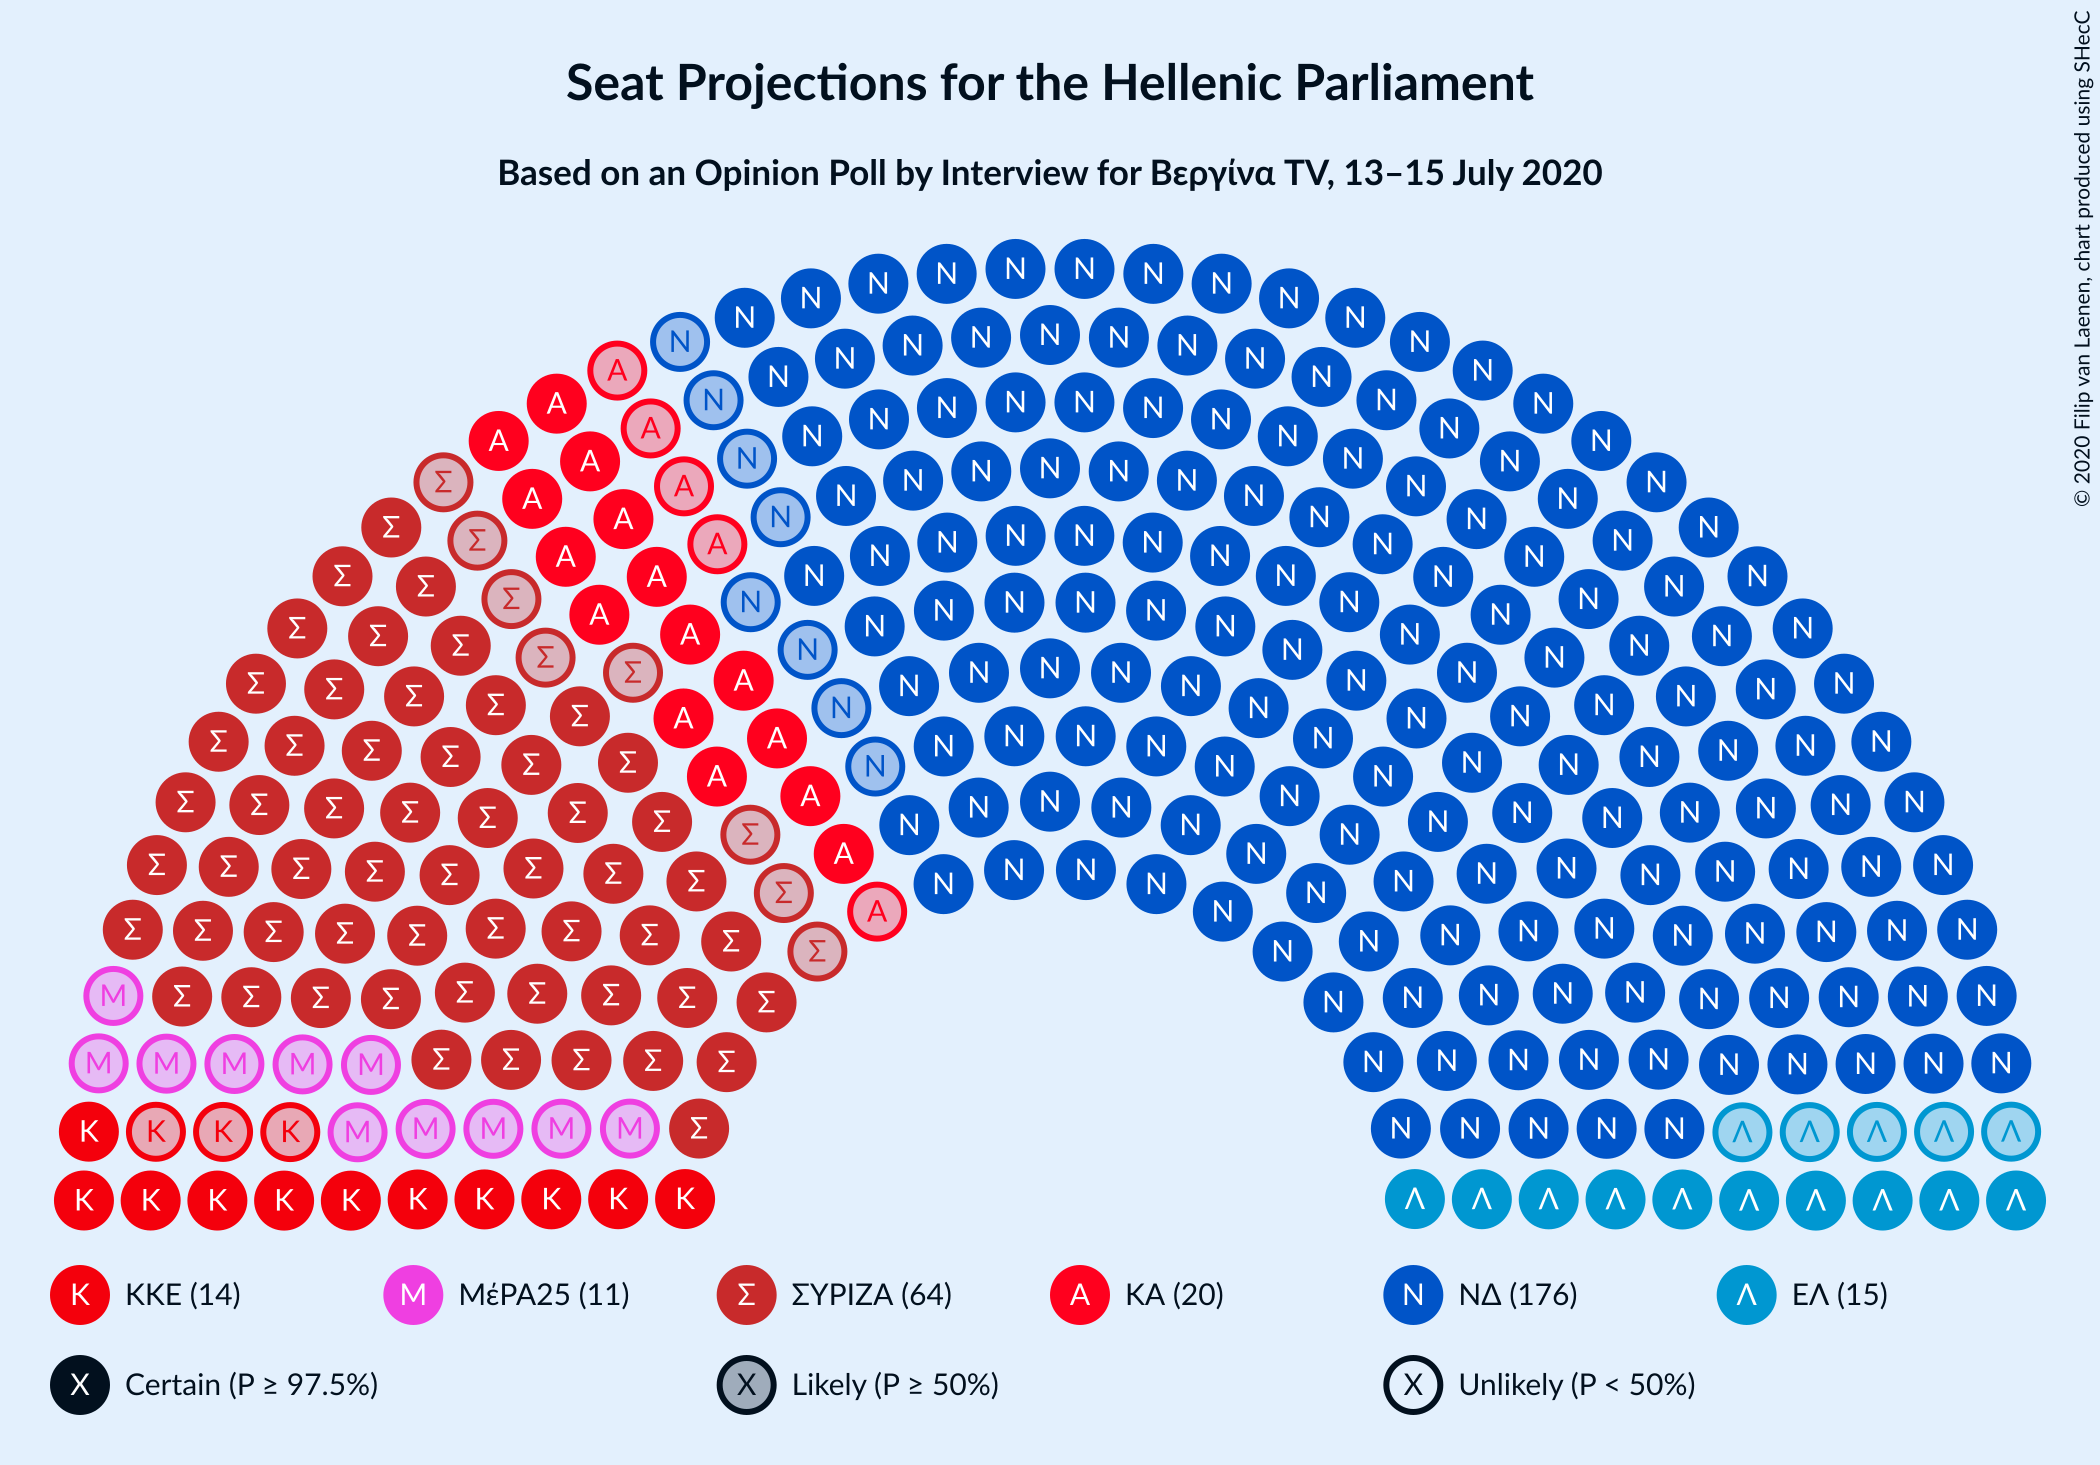 Seat Projections for the Hellenic Parliament
Based on an Opinion Poll by Interview for Βεργίνα TV, 13–15 July 2020
© 2020 Filip van Laenen, chart produced using SHecC
Κ ΚΚΕ (14)
Μ ΜέΡΑ25 (11)
Σ ΣΥΡΙΖΑ (64)
Α ΚΑ (20)
Ν ΝΔ (176)
Λ ΕΛ (15)
X Certain (P ≥ 97.5%)
X Likely (P ≥ 50%)
X Unlikely (P < 50%)